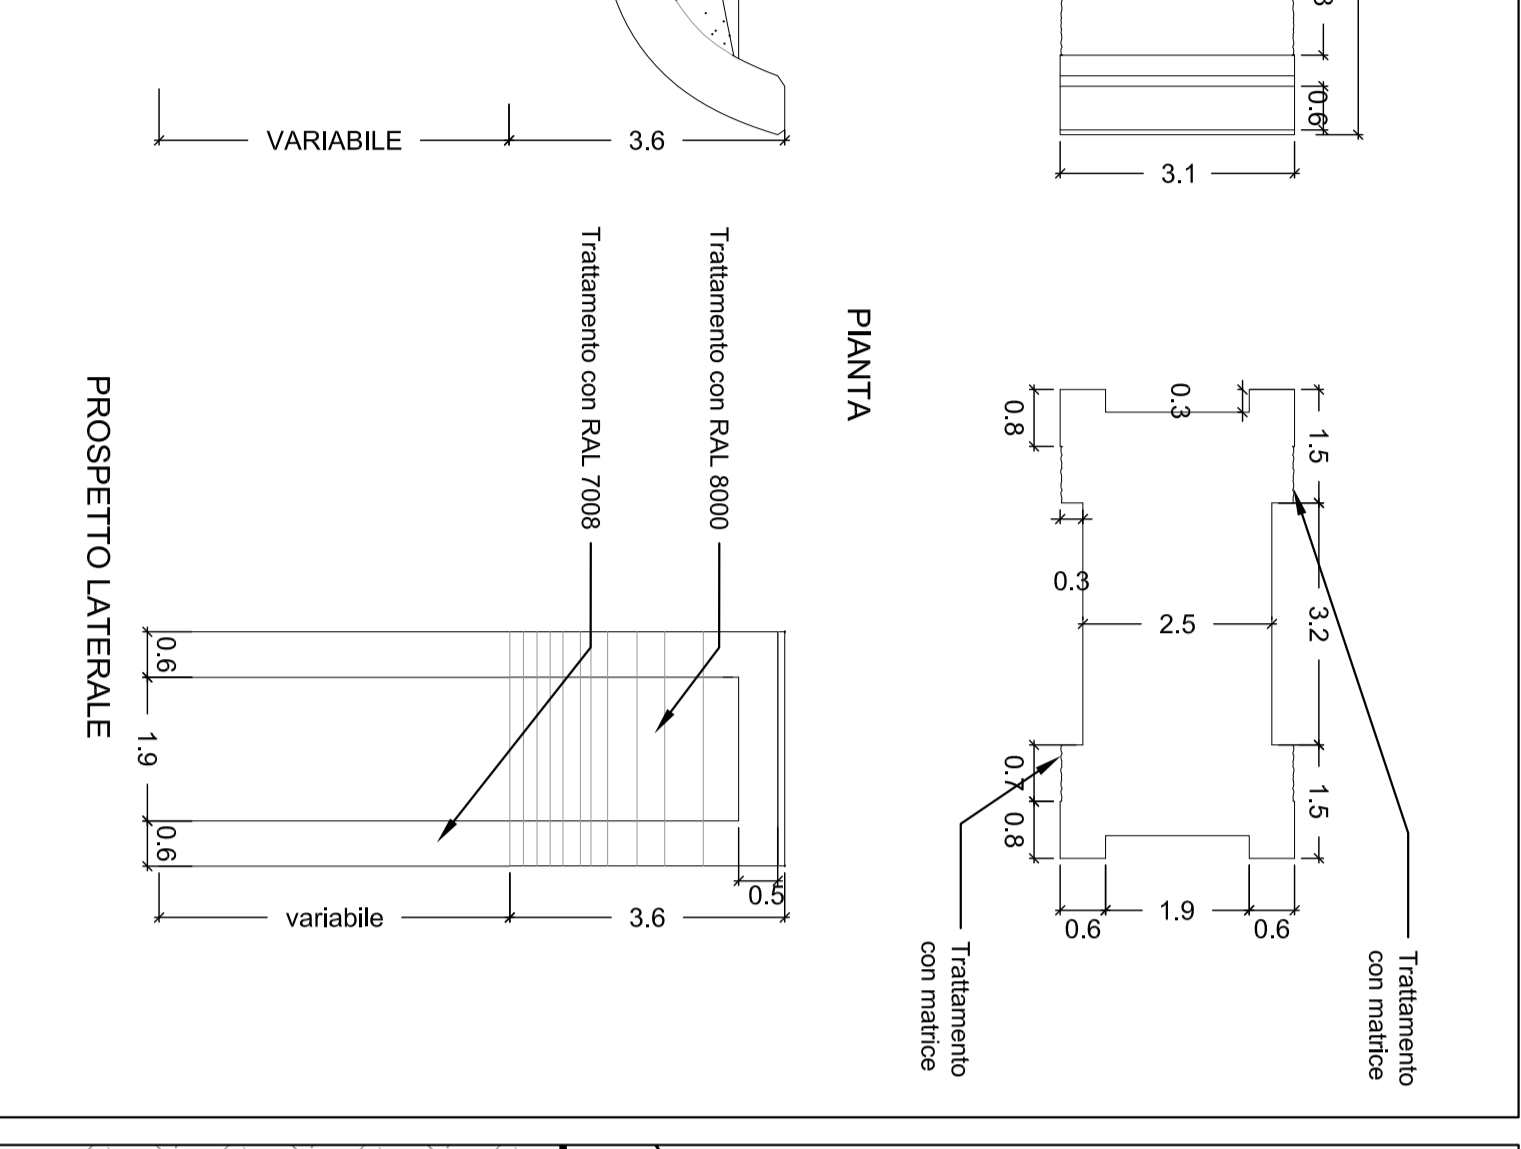 3
0.6
3.1
VARIABILE
3.6
PIANTA
0.3
0.8
1.5
0.3
2.5
3.2
0.7
0.8
1.5
0.6
1.9
0.6
Trattamento
con matrice
Trattamento
con matrice
Trattamento con RAL 8000
Trattamento con RAL 7008
PROSPETTO LATERALE
0.6
1.9
0.6
0.5
variabile
3.6